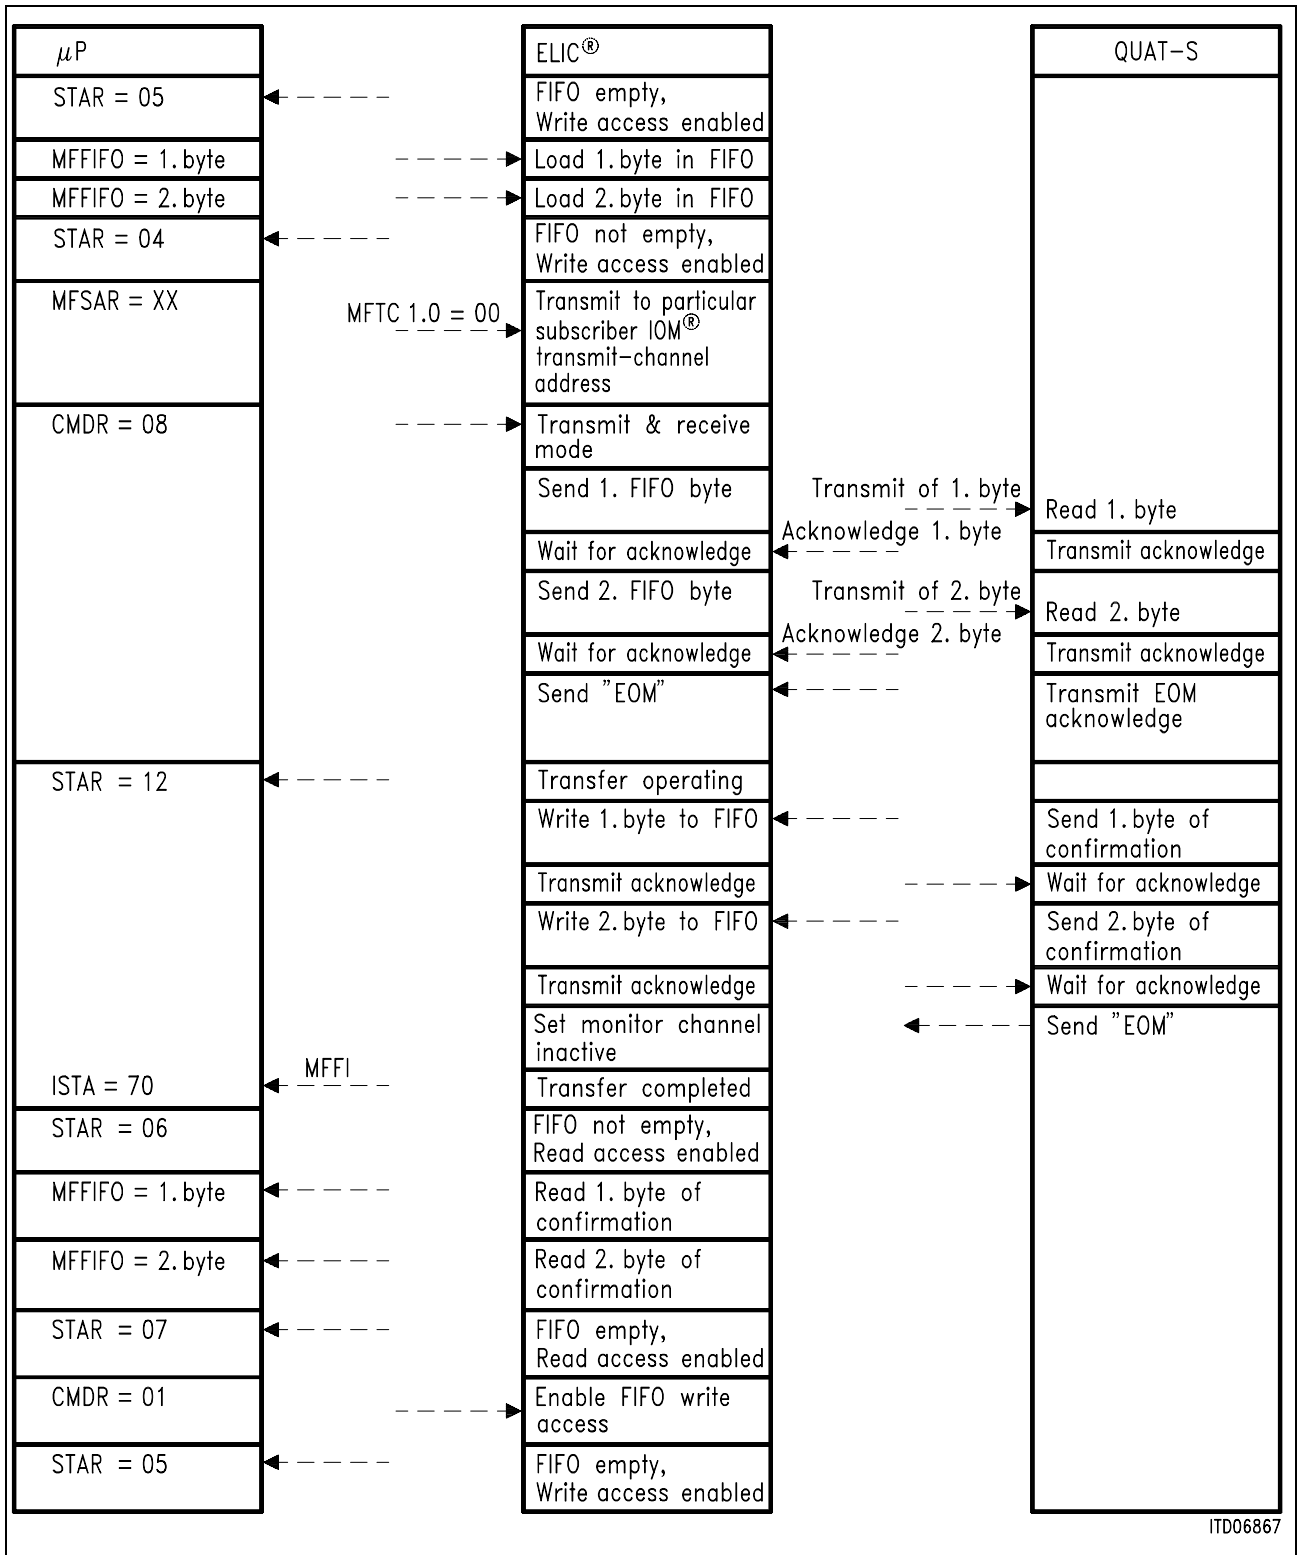 μP
ELIC®
QUAT-S
STAR = 05
FIFO empty,
Write access enabled
MFFIFO = 1.byte
Load 1.byte in FIFO
MFFIFO = 2.byte
Load 2.byte in FIFO
STAR = 04
FIFO not empty,
Write access enabled
MFSAR = XX
MFTC 1.0 = 00
Transmit to particular
subscriber IOM®
transmit-channel
address
CMDR = 08
Transmit & receive
mode
Send 1. FIFO byte
Transmit of 1. byte
Read 1. byte
Acknowledge 1. byte
Wait for acknowledge
Transmit acknowledge
Send 2. FIFO byte
Transmit of 2. byte
Read 2. byte
Acknowledge 2. byte
Wait for acknowledge
Transmit acknowledge
Send "EOM"
Transmit EOM
acknowledge
STAR = 12
Transfer operating
Write 1.byte to FIFO
Send 1.byte of
confirmation
Transmit acknowledge
Wait for acknowledge
Write 2.byte to FIFO
Send 2.byte of
confirmation
Transmit acknowledge
Wait for acknowledge
Set monitor channel
inactive
Send "EOM"
ISTA = 70
MFFI
Transfer completed
STAR = 06
FIFO not empty,
Read access enabled
MFFIFO = 1.byte
Read 1. byte of
confirmation
MFFIFO = 2.byte
Read 2. byte of
confirmation
STAR = 07
FIFO empty,
Read access enabled
CMDR = 01
Enable FIFO write
access
STAR = 05
FIFO empty,
Write access enabled
ITD06867